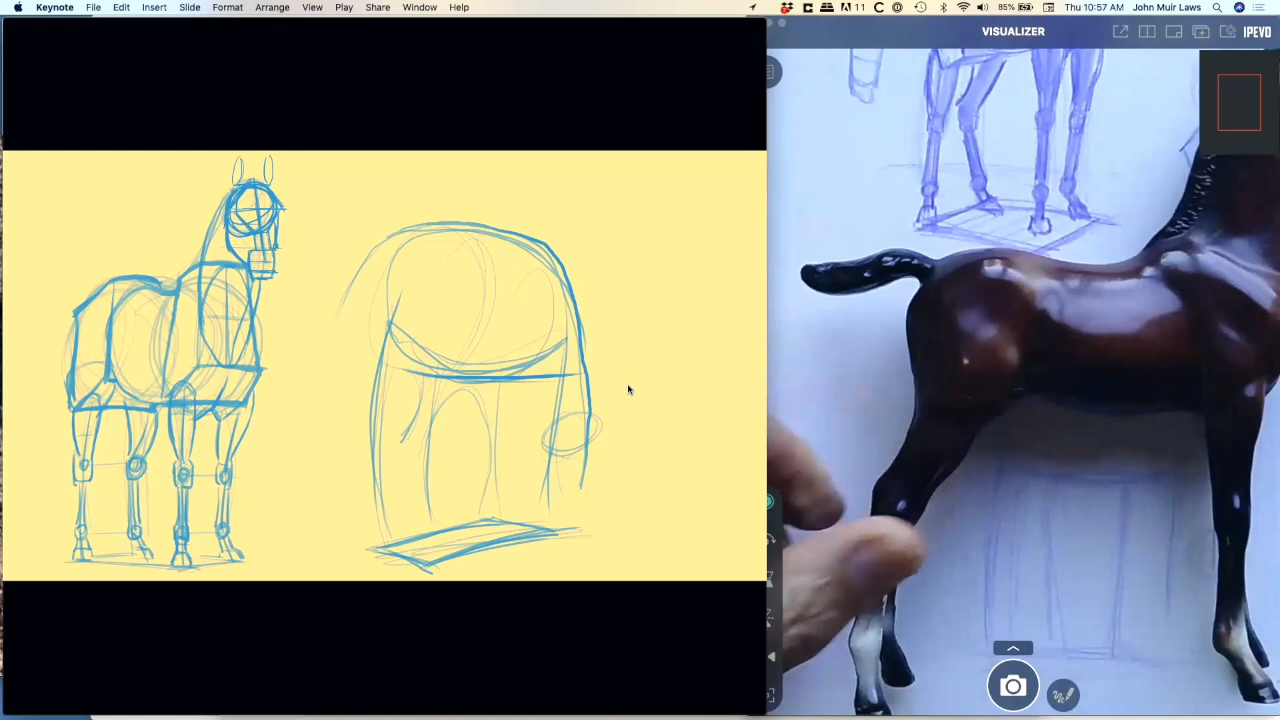 Keynote File Edit Insert Slide Format Arrange View Play Share Window Help 11 85% Thu 10:57 AM John Muir Laws
VISUALIZER IPEVO